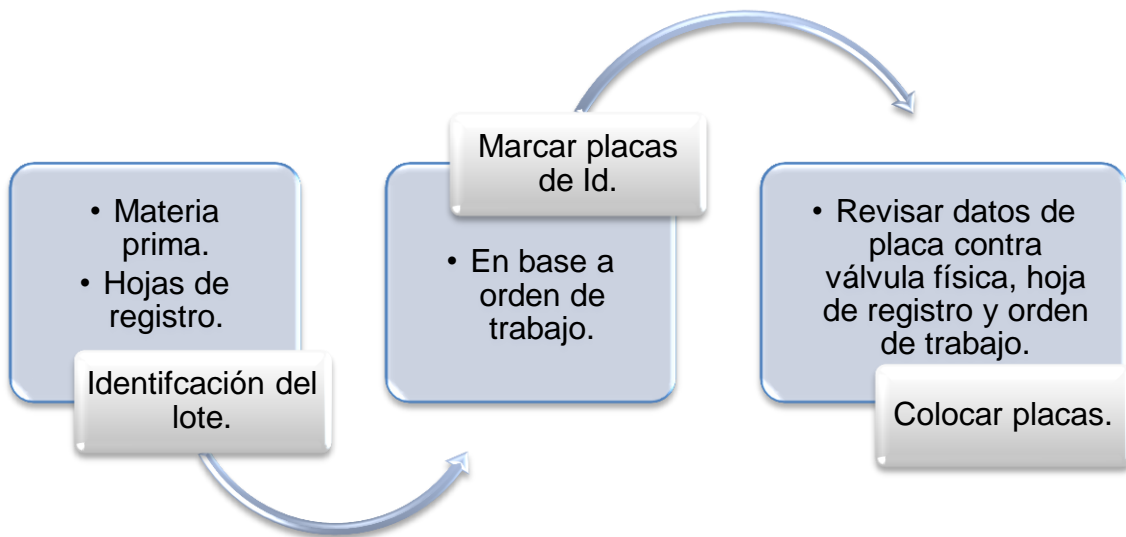 • Materia
prima.
• Hojas de
registro.
Identifcación del
lote.
Marcar placas
de Id.
• En base a
orden de
trabajo.
• Revisar datos de
placa contra
válvula física, hoja
de registro y orden
de trabajo.
Colocar placas.